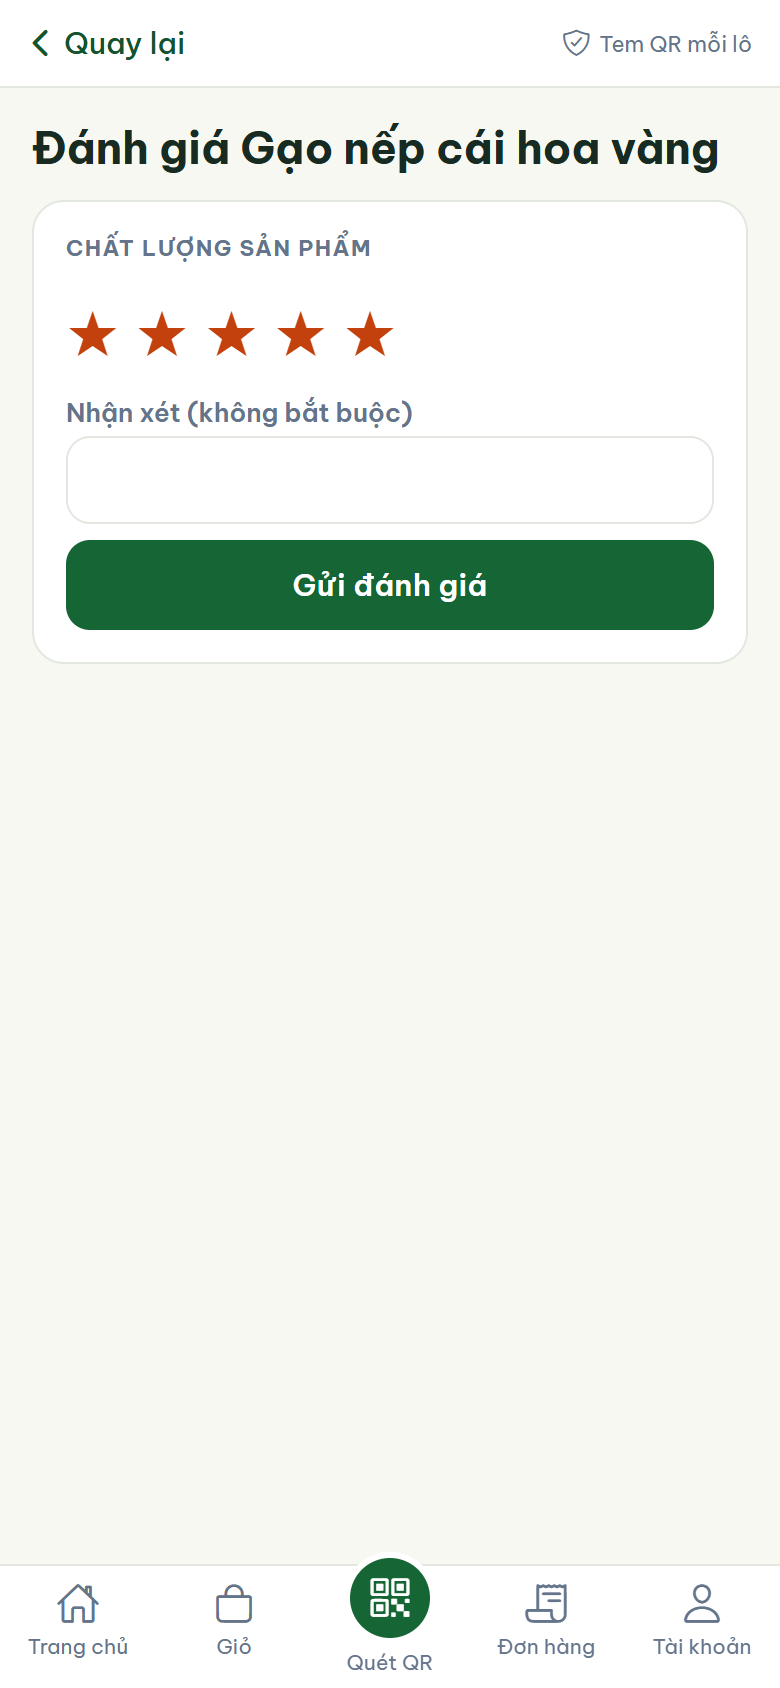 Quay lại
Tem QR mỗi lô
Đánh giá Gạo nếp cái hoa vàng
CHẤT LƯỢNG SẢN PHẨM
★ ★ ★ ★ ★
Nhận xét (không bắt buộc)
Gửi đánh giá
Trang chủ
Giỏ
Quét QR
Đơn hàng
Tài khoản